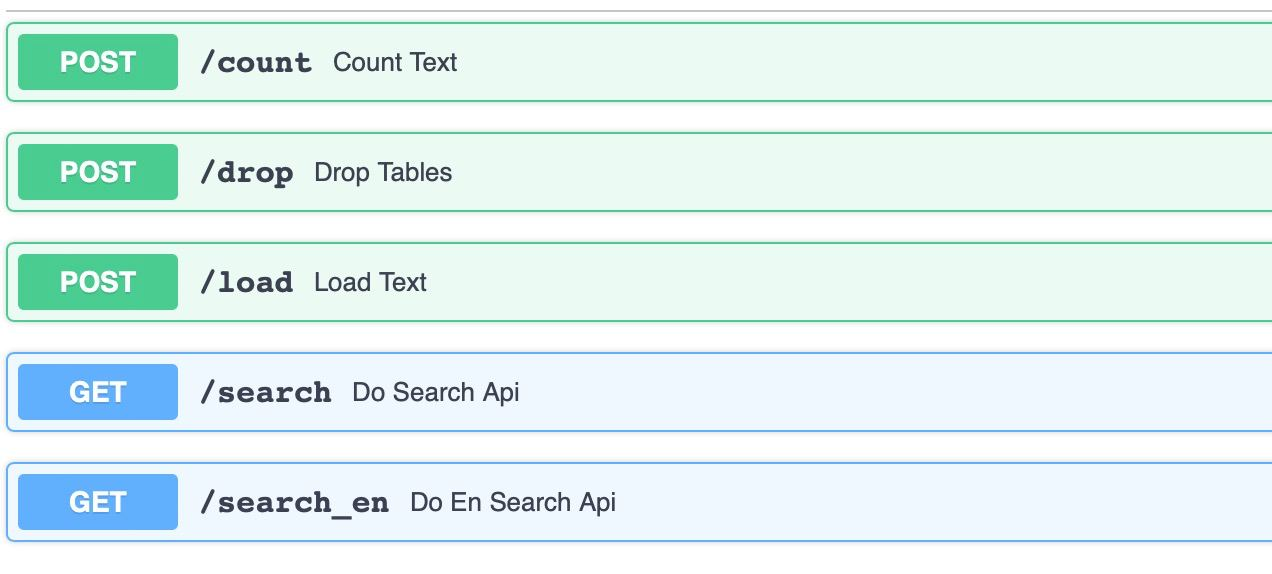 POST /count Count Text
POST /drop Drop Tables
POST /load Load Text
GET /search Do Search Api
GET /search_en Do En Search Api